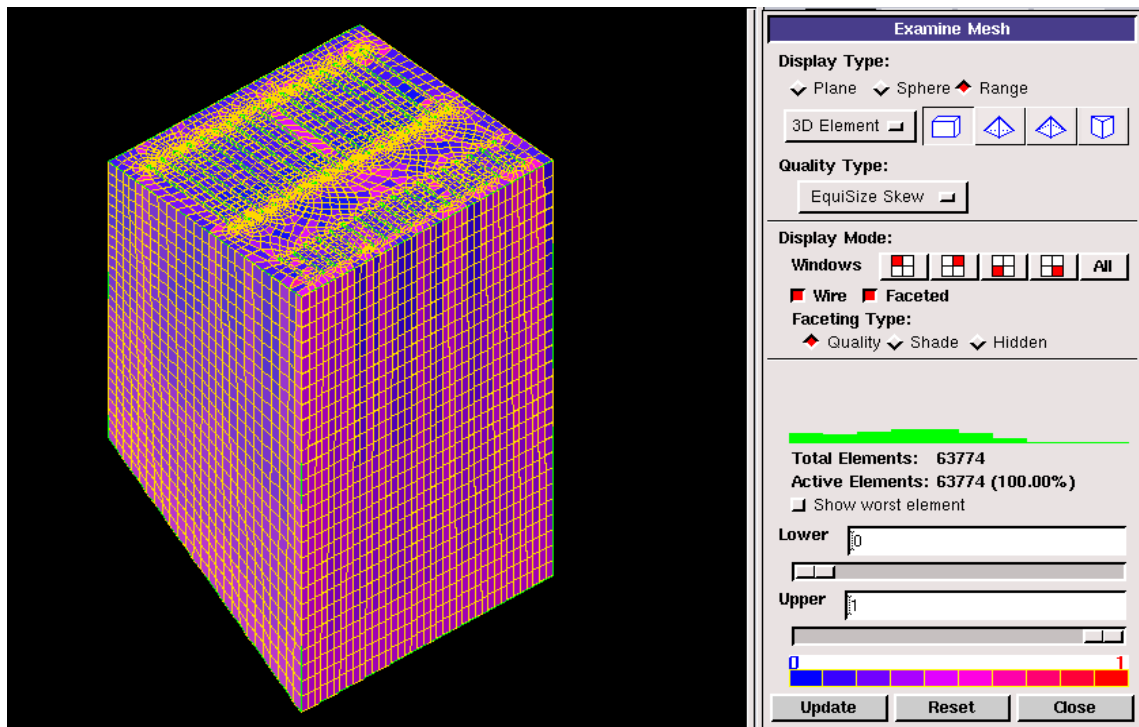 Examine Mesh
Display Type:
Plane Sphere Range
3D Element
Quality Type:
EquiSize Skew
Display Mode:
Windows All
Wire Faceted
Faceting Type:
Quality Shade Hidden
Total Elements: 63774
Active Elements: 63774 (100.00%)
Show worst element
Lower 0
Upper 1
0 1
Update Reset Close